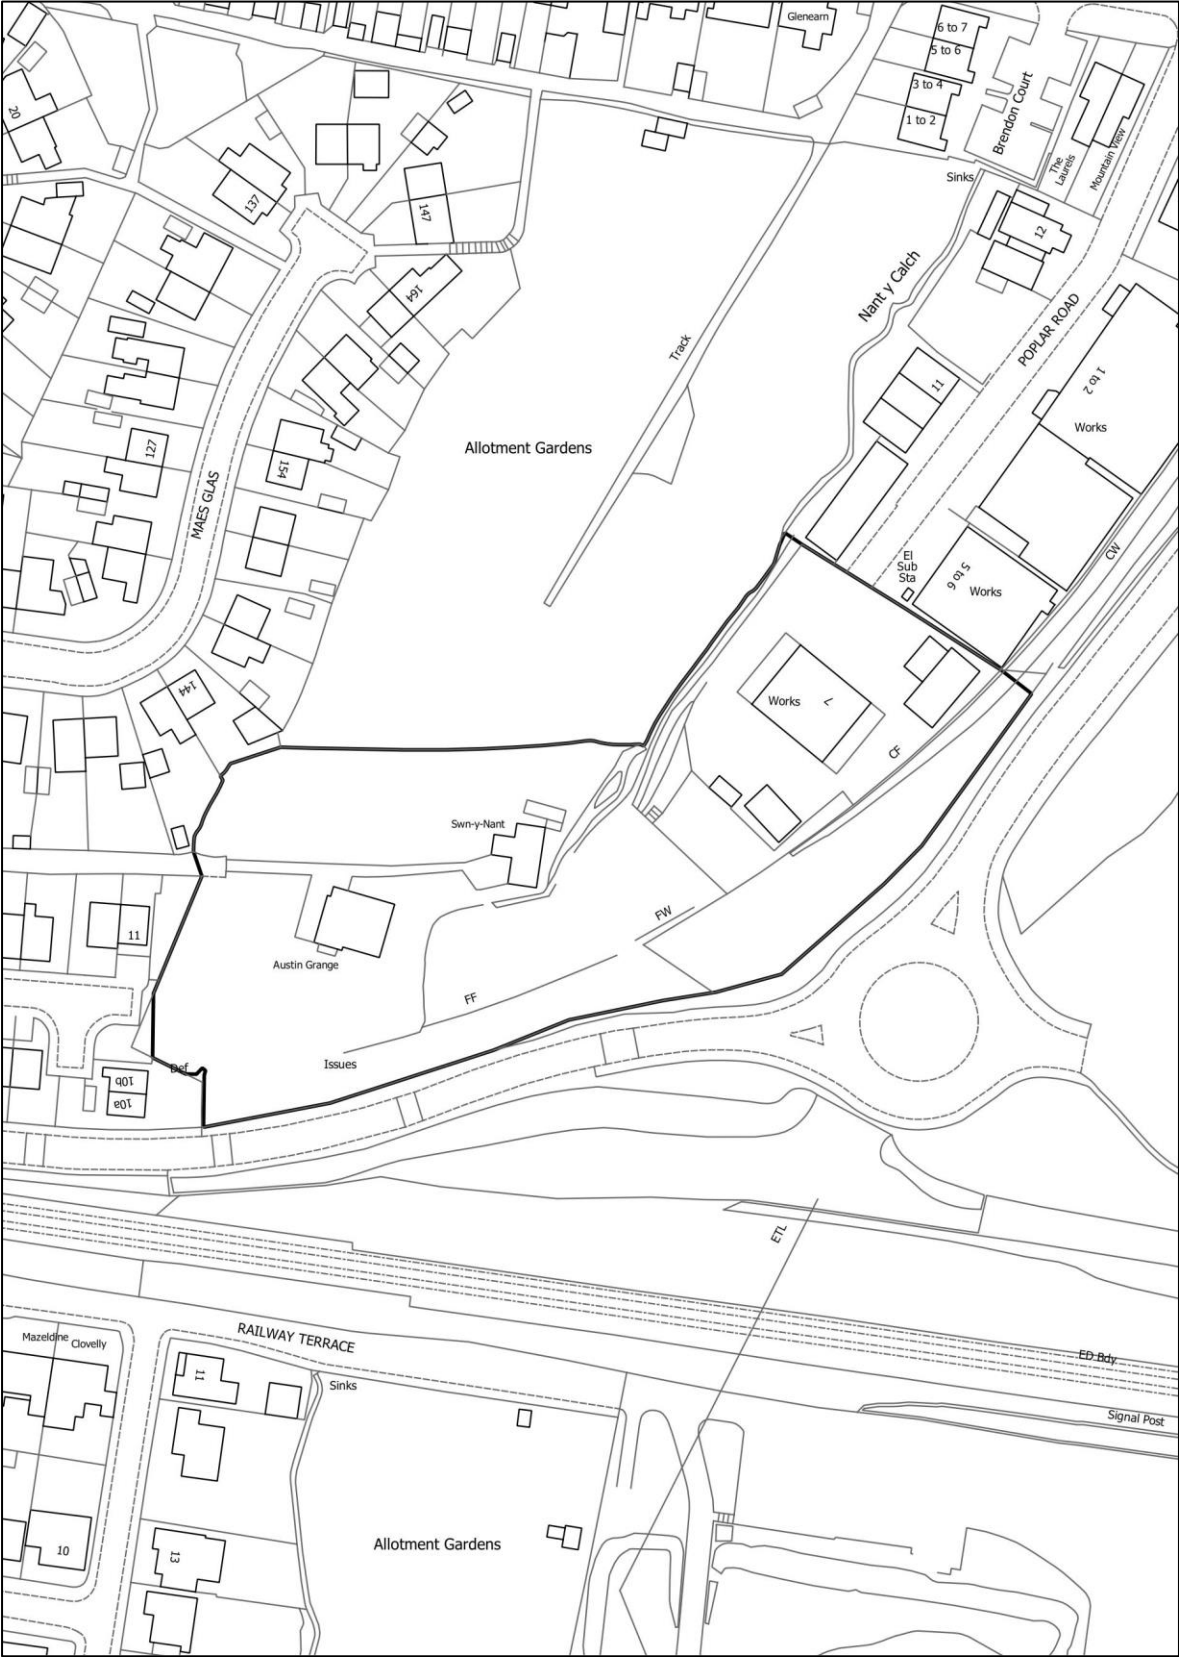 Glenearn
6 to 7
5 to 6
3 to 4
1 to 2
Brendon Court
The
Laurels
Mountain View
20
Sinks
137
147
12
164
Nant y Calch
POPLAR ROAD
Track
11
1 to 2
Works
Allotment Gardens
127
154
MAES GLAS
CW
El
Sub
Sta
5 to 6
Works
144
Works
7
CF
Swn-y-Nant
FW
11
Austin Grange
FF
Issues
Def
10b
10a
ETL
RAILWAY TERRACE
Mazeldine
Clovelly
ED Bdy
11
Sinks
Signal Post
Allotment Gardens
10
13